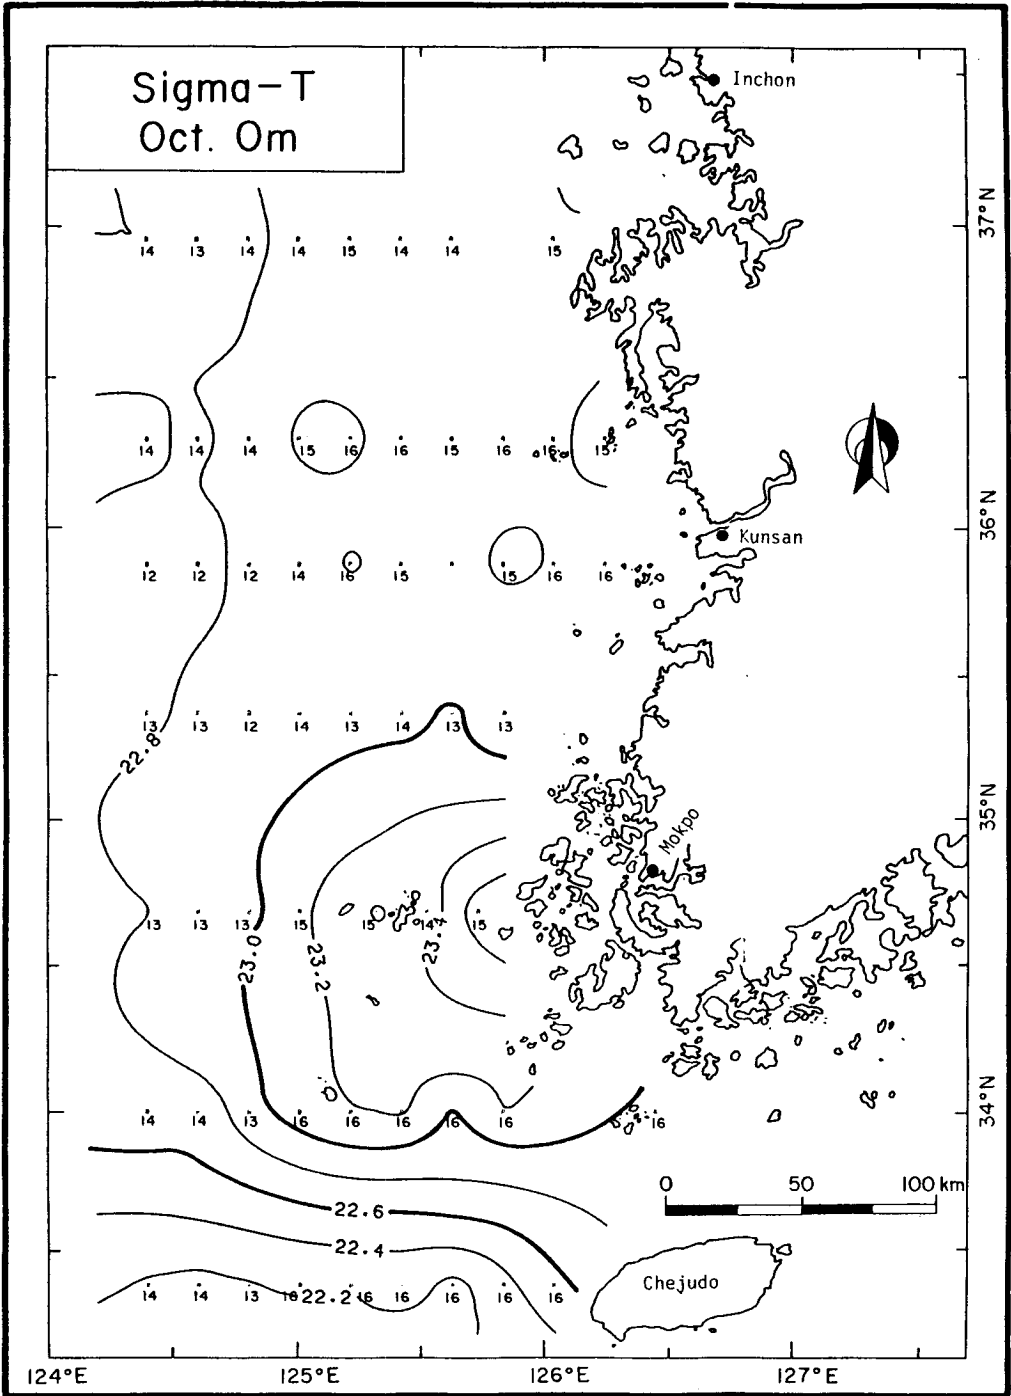 Sigma-T
Oct. 0m
Inchon
37°N
14 13 14 14 15 14 14 15
14 14 14 15 16 16 15 16 16 15
36°N
Kunsan
12 12 12 14 16 15 15 16 16
13 13 12 14 13 14 13 13
22.8
35°N
Mokpo
13 13 13 15 15 14 15
23.0
23.2
23.4
34°N
14 14 13 16 16 16 16 16 16
0 50 100 km
22.6
22.4
Chejudo
14 14 13 16 22.2 16 16 16 16 16
124°E 125°E 126°E 127°E